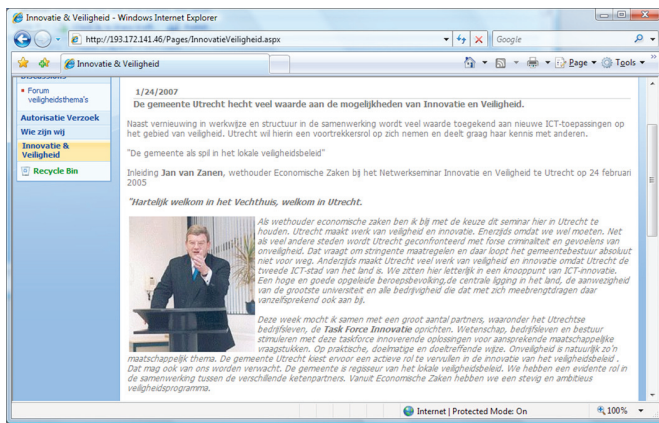 Innovatie & Veiligheid - Windows Internet Explorer
http://193.172.141.46/Pages/InnovatieVeiligheid.aspx
Google
Innovatie & Veiligheid
Page
Tools
Discussions
Forum
veiligheidsthema's
Autorisatie Verzoek
Wie zijn wij
Innovatie &
Veiligheid
Recycle Bin
1/24/2007
De gemeente Utrecht hecht veel waarde aan de mogelijkheden van Innovatie en Veiligheid.
Naast vernieuwing in werkwijze en structuur in de samenwerking wordt veel waarde toegekend aan nieuwe ICT-toepassingen op
het gebied van veiligheid. Utrecht wil hierin een voortrekkersrol op zich nemen en deelt graag haar kennis met anderen.
"De gemeente als spil in het lokale veiligheidsbeleid"
Inleiding Jan van Zanen, wethouder Economische Zaken bij het Netwerkseminar Innovatie en Veiligheid te Utrecht op 24 februari
2005
"Hartelijk welkom in het Vechthuis, welkom in Utrecht.
Als wethouder economische zaken ben ik blij met de keuze dit seminar hier in Utrecht te
houden. Utrecht maakt werk van veiligheid en innovatie. Enerzijds omdat we wel moeten. Net
als veel andere steden wordt Utrecht geconfronteerd met forse criminaliteit en gevoelens van
onveiligheid. Dat vraagt om stringente maatregelen en daar loopt het gemeentebestuur absoluut
niet voor weg. Anderzijds maakt Utrecht veel werk van veiligheid en innovatie omdat Utrecht de
tweede ICT-stad van het land is. We zitten hier letterlijk in een knooppunt van ICT-innovatie.
Een hoge en goede opgeleide beroepsbevolking,de centrale ligging in het land, de aanwezigheid
van de grootste universiteit en alle bedrijvigheid die dat met zich meebrengtdragen daar
vanzelfsprekend ook aan bij.
Deze week mocht ik samen met een groot aantal partners, waaronder het Utrechtse
bedrijfsleven, de Task Force Innovatie oprichten. Wetenschap, bedrijfsleven en bestuur
stimuleren met deze taskforce innoverende oplossingen voor aansprekende maatschappelijke
vraagstukken. Op praktische, doelmatige en doeltreffende wijze. Onveiligheid is natuurlijk zo'n
maatschappelijk thema. De gemeente Utrecht kiest ervoor een actieve rol te vervullen in de innovatie van het veiligheidsbeleid .
Dat mag ook van ons worden verwacht. De gemeente is regisseur van het lokale veiligheidsbeleid. We hebben een evidente rol in
de samenwerking tussen de verschillende ketenpartners. Vanuit Economische Zaken hebben we een stevig en ambitieus
veiligheidsprogramma.
Internet | Protected Mode: On
100%